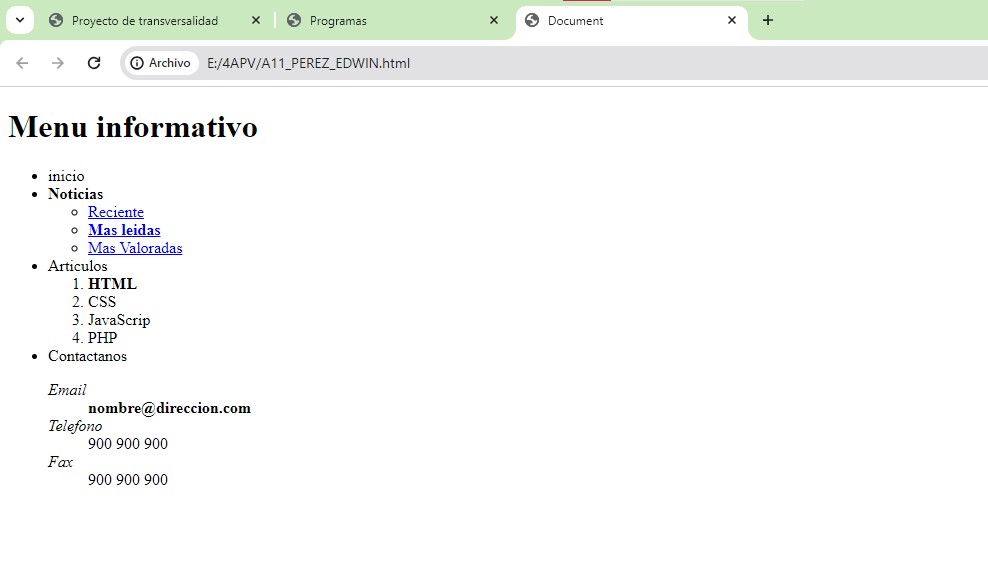 Proyecto de transversalidad
Programas
Document
Archivo E:/4APV/A11_PEREZ_EDWIN.html
Menu informativo
• inicio
• Noticias
○ Reciente
○ Mas leidas
○ Mas Valoradas
• Articulos
1. HTML
2. CSS
3. JavaScrip
4. PHP
• Contactanos
Email
nombre@direccion.com
Telefono
900 900 900
Fax
900 900 900